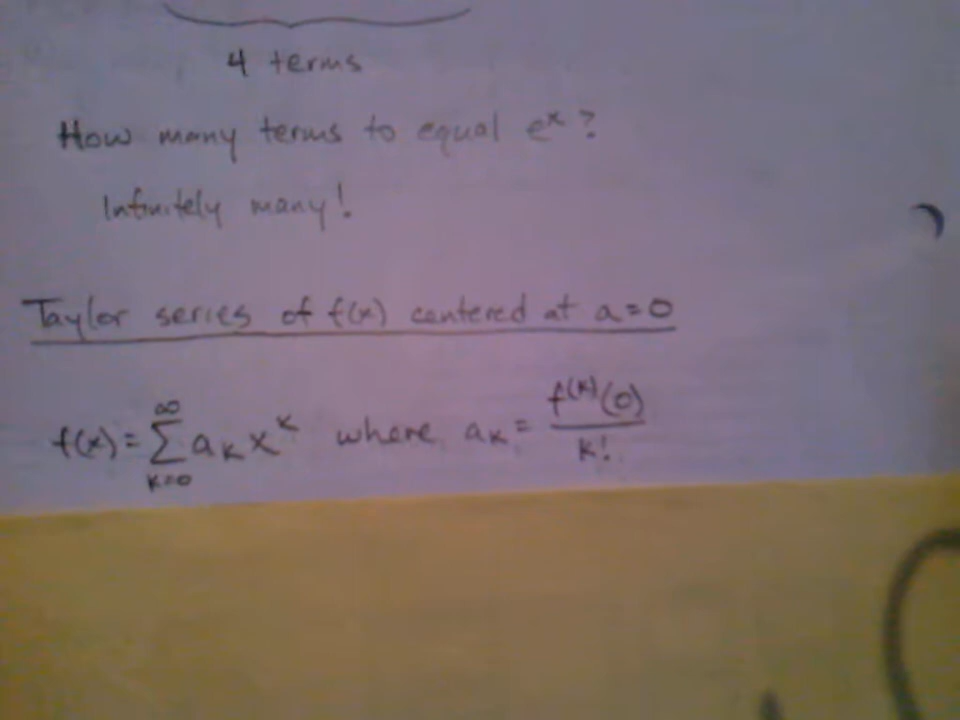 4 terms
How many terms to equal eˣ?
Infinitely many!
Taylor series of f(x) centered at a=0
f(x) = ∑_{k=0}^{∞} a_k x^k where a_k = f^{(k)}(0) / k!